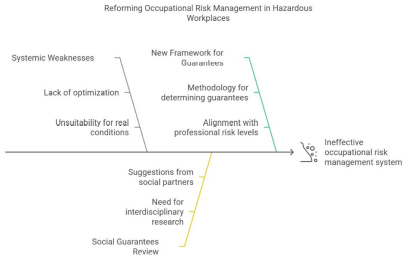 Reforming Occupational Risk Management in Hazardous
Workplaces
Systemic Weaknesses
Lack of optimization
Unsuitability for real
conditions
New Framework for
Guarantees
Methodology for
determining guarantees
Alignment with
professional risk levels
Ineffective
occupational risk
management system
Suggestions from
social partners
Need for
interdisciplinary
research
Social Guarantees
Review